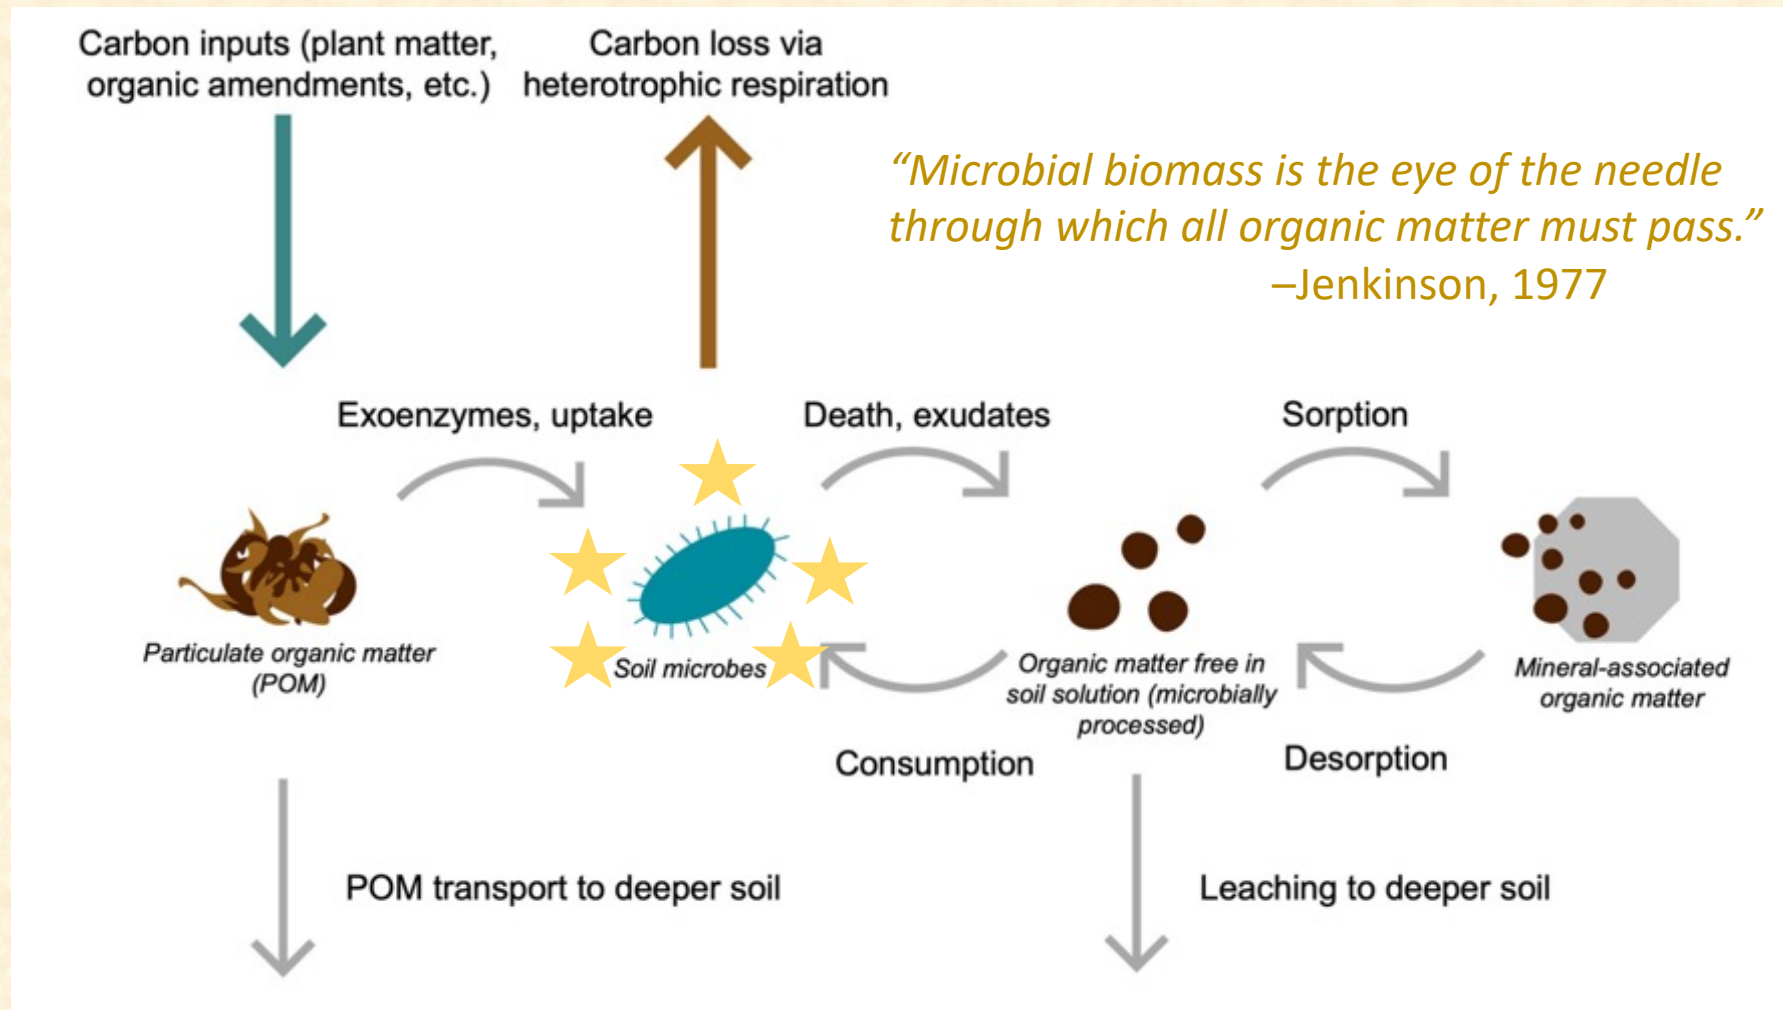 Carbon inputs (plant matter,
organic amendments, etc.)
Carbon loss via
heterotrophic respiration
“Microbial biomass is the eye of the needle
through which all organic matter must pass.”
–Jenkinson, 1977
Exoenzymes, uptake
Death, exudates
Sorption
Particulate organic matter
(POM)
Soil microbes
Organic matter free in
soil solution (microbially
processed)
Mineral-associated
organic matter
Consumption
Desorption
POM transport to deeper soil
Leaching to deeper soil